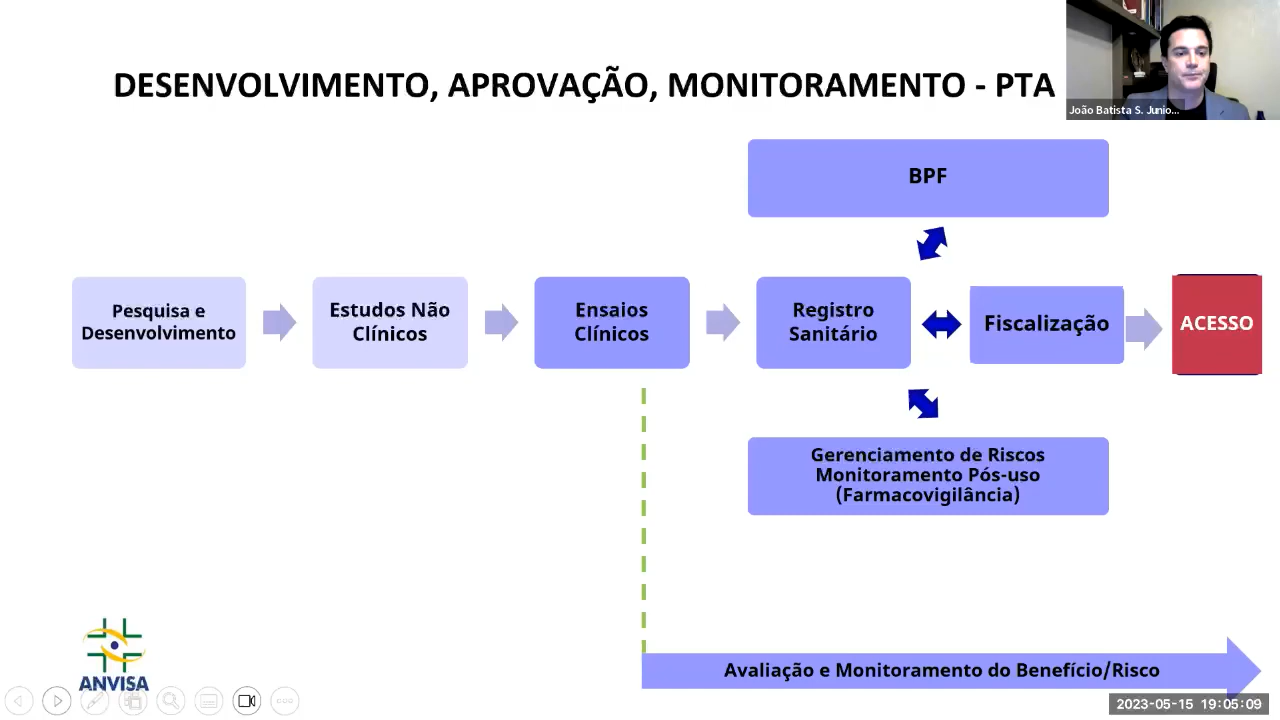 DESENVOLVIMENTO, APROVAÇÃO, MONITORAMENTO - PTA
João Batista S. Junio...
BPF
Pesquisa e
Desenvolvimento
Estudos Não
Clínicos
Ensaios
Clínicos
Registro
Sanitário
Fiscalização
ACESSO
Gerenciamento de Riscos
Monitoramento Pós-uso
(Farmacovigilância)
Avaliação e Monitoramento do Benefício/Risco
ANVISA
2023-05-15 19:05:09